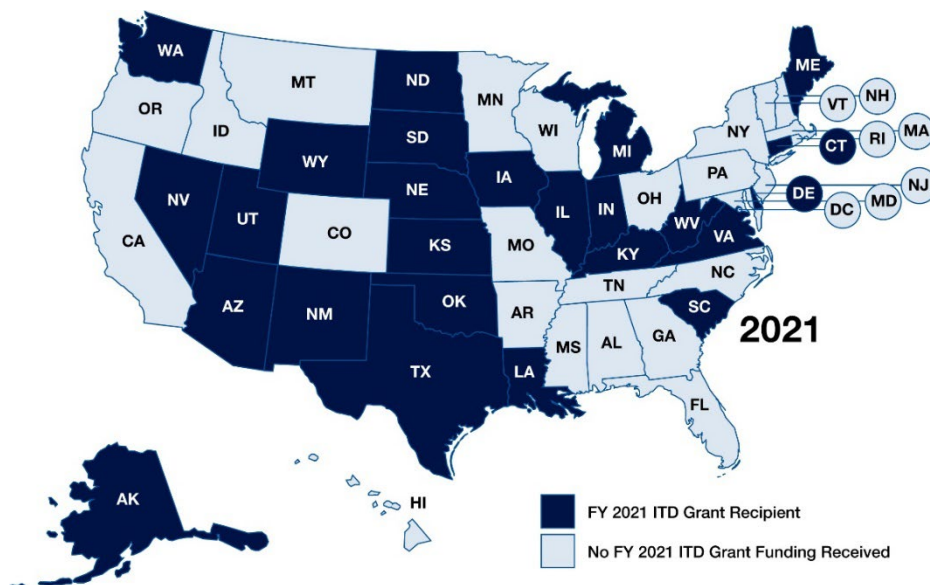 WA
MT
ND
ME
OR
ID
MN
VT
NH
WI
NY
CT
RI
MA
SD
WY
MI
PA
IA
NE
DE
NJ
NV
UT
IL
IN
OH
DC
MD
CA
CO
KS
MO
KY
WV
VA
AZ
NM
OK
AR
TN
NC
SC
2021
TX
LA
MS
AL
GA
FL
AK
HI
FY 2021 ITD Grant Recipient
No FY 2021 ITD Grant Funding Received